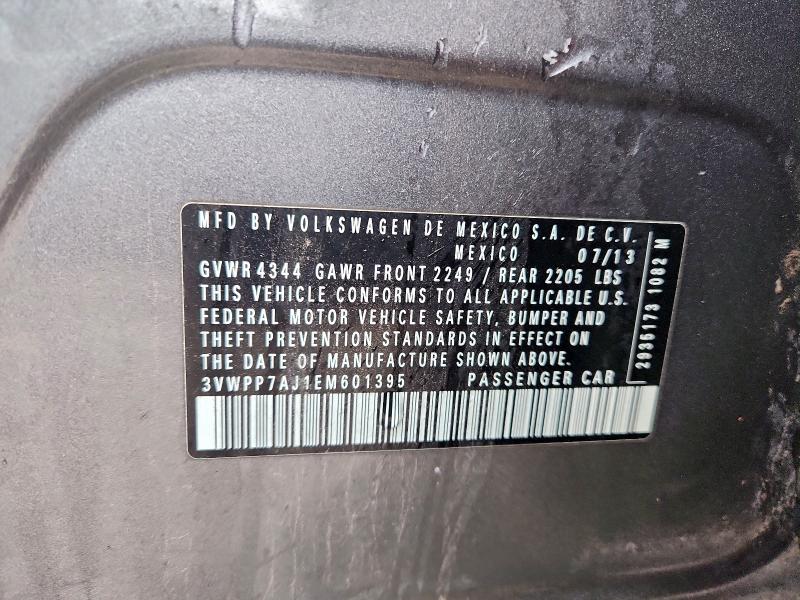 MFD BY VOLKSWAGEN DE MEXICO S.A. DE C.V.
MEXICO 07/13
GVWR 4344 GAWR FRONT 2249 / REAR 2205 LBS
THIS VEHICLE CONFORMS TO ALL APPLICABLE U.S.
FEDERAL MOTOR VEHICLE SAFETY, BUMPER AND
THEFT PREVENTION STANDARDS IN EFFECT ON
THE DATE OF MANUFACTURE SHOWN ABOVE.
3VWPP7AJ1EM601395 PASSENGER CAR
2935173 1082 M